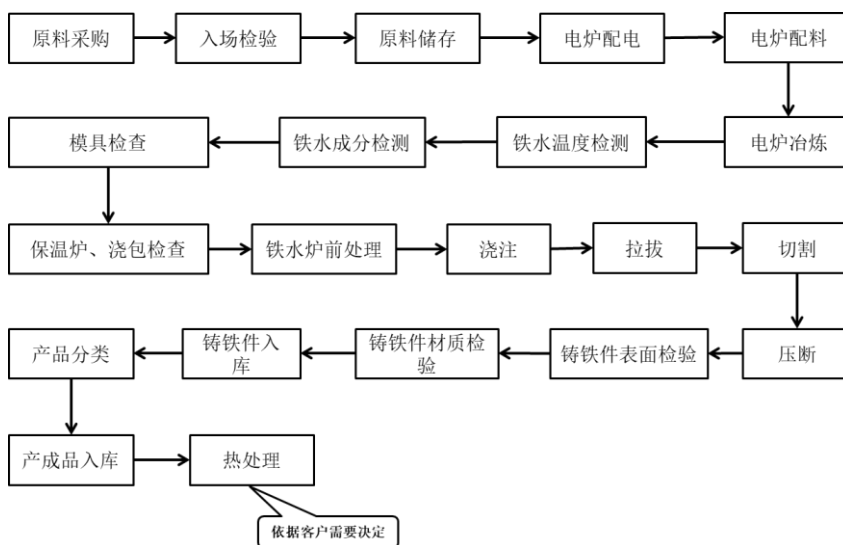 原料采购
入场检验
原料储存
电炉配电
电炉配料
电炉冶炼
铁水温度检测
铁水成分检测
模具检查
保温炉、浇包检查
铁水炉前处理
浇注
拉拔
切割
压断
铸铁件表面检验
铸铁件材质检
验
铸铁件入
库
产品分类
产成品入库
热处理
依据客户需要决定